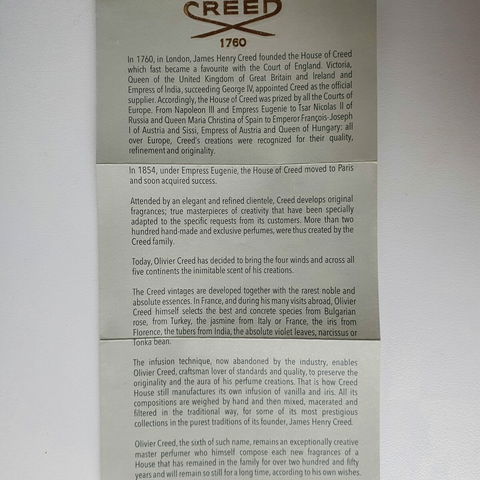 CREED
1760
In 1760, in London, James Henry Creed founded the House of Creed
which fast became a favourite with the Court of England. Victoria,
Queen of the United Kingdom of Great Britain and Ireland and
Empress of India, succeeding George IV, appointed Creed as the official
supplier. Accordingly, the House of Creed was prized by all the Courts of
Europe. From Napoleon III and Empress Eugenie to Tsar Nicolas II of
Russia and Queen Maria Christina of Spain to Emperor François-Joseph
I of Austria and Sissi, Empress of Austria and Queen of Hungary: all
over Europe, Creed's creations were recognized for their quality,
refinement and originality.
In 1854, under Empress Eugenie, the House of Creed moved to Paris
and soon acquired success.
Attended by an elegant and refined clientele, Creed develops original
fragrances; true masterpieces of creativity that have been specially
adapted to the specific requests from its customers. More than two
hundred hand-made and exclusive perfumes, were thus created by the
Creed family.
Today, Olivier Creed has decided to bring the four winds and across all
five continents the inimitable scent of his creations.
The Creed vintages are developed together with the rarest noble and
absolute essences. In France, and during his many visits abroad, Olivier
Creed himself selects the best and concrete species from Bulgarian
rose, from Turkey, the jasmine from Italy or France, the iris from
Florence, the tubers from India, the absolute violet leaves, narcissus or
Tonka bean.
The infusion technique, now abandoned by the industry, enables
Olivier Creed, craftsman lover of standards and quality, to preserve the
originality and the aura of his perfume creations. That is how Creed
House still manufactures its own infusion of vanilla and iris. All its
compositions are weighed by hand and then mixed, macerated and
filtered in the traditional way, for some of its most prestigious
collections in the purest traditions of its founder, James Henry Creed.
Olivier Creed, the sixth of such name, remains an exceptionally creative
master perfumer who himself compose each new fragrances of a
House that has remained in the family for over two hundred and fifty
years and will remain so still for a long time, according to his own wishes.